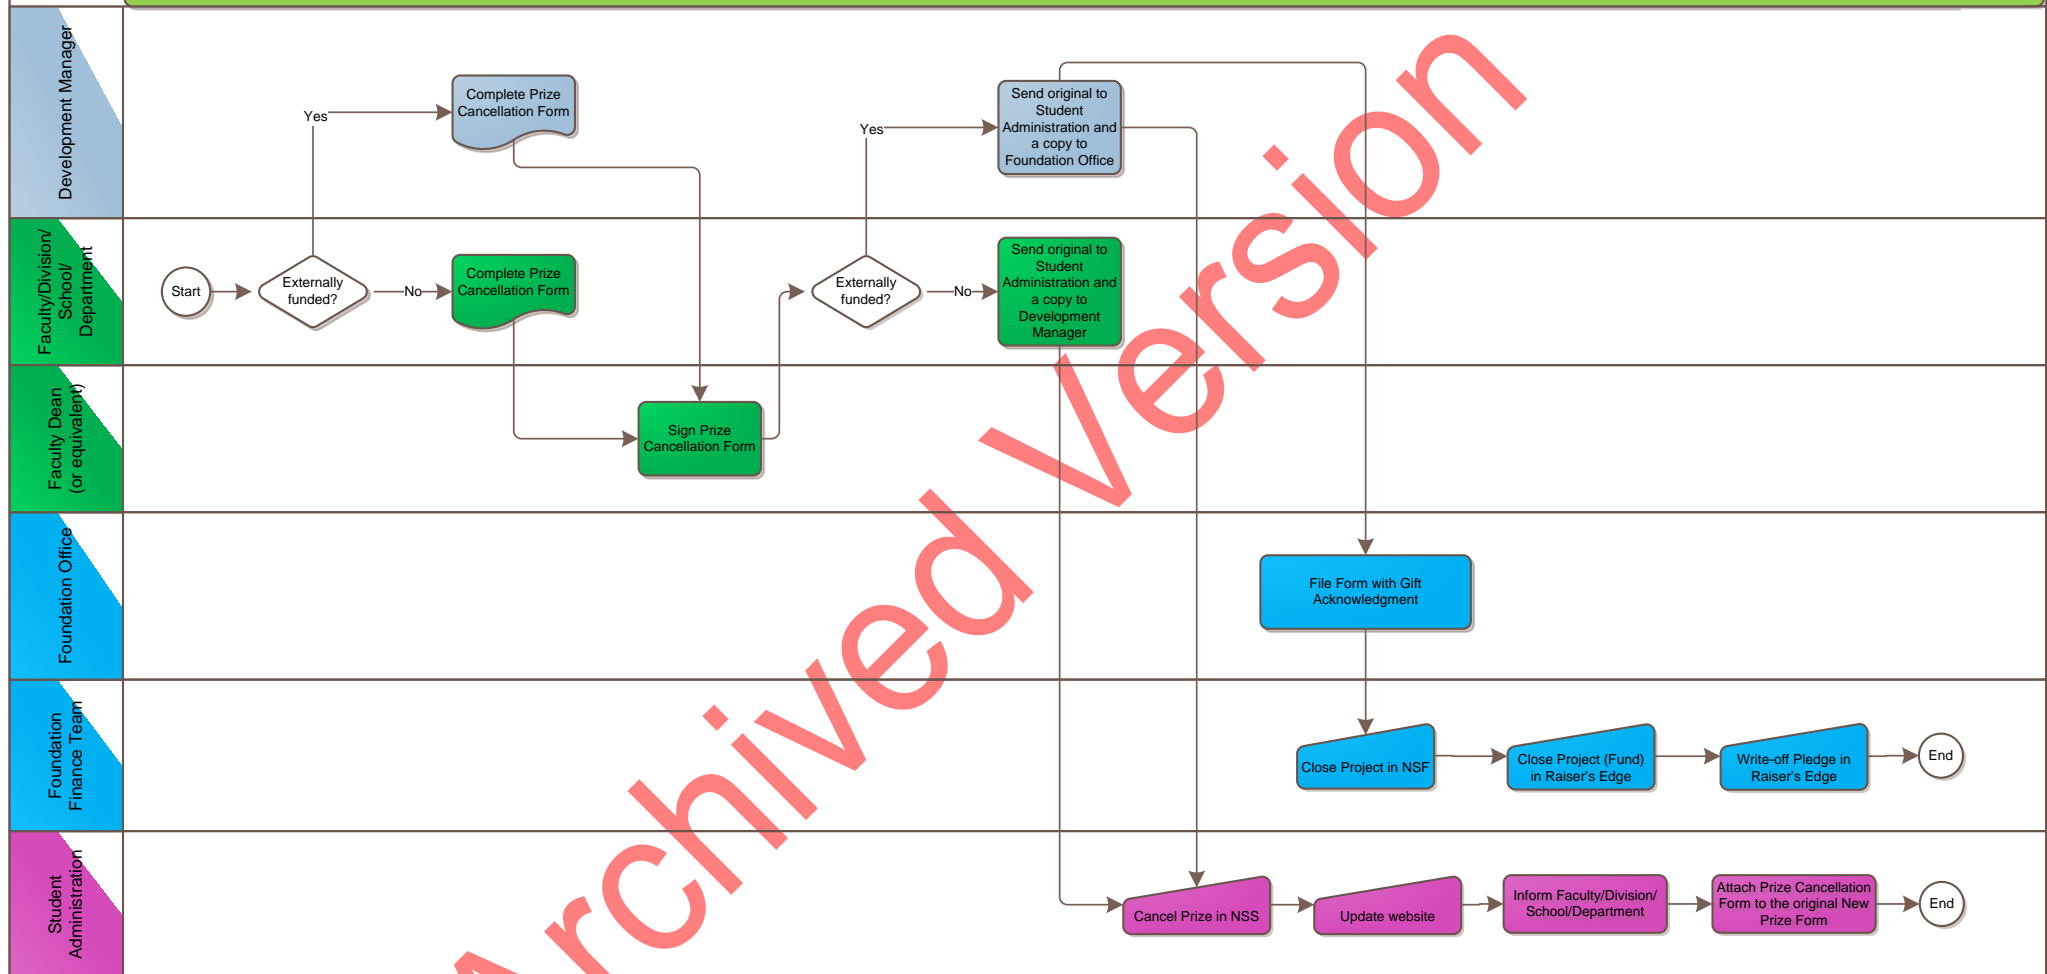 Development Manager
Yes
Complete Prize
Cancellation Form
Yes
Send original to
Student
Administration and
a copy to
Foundation Office
Faculty/Division/
School/
Department
Start
Externally
funded?
No
Complete Prize
Cancellation Form
Externally
funded?
No
Send original to
Student
Administration and
a copy to
Development
Manager
Faculty Dean
(or equivalent)
Sign Prize
Cancellation Form
Foundation Office
File Form with Gift
Acknowledgment
Foundation
Finance Team
Close Project in NSF
Close Project (Fund)
in Raiser's Edge
Write-off Pledge in
Raiser's Edge
End
Student
Administration
Cancel Prize in NSS
Update website
Inform Faculty/Division/
School/Department
Attach Prize Cancellation
Form to the original New
Prize Form
End
Archived Version